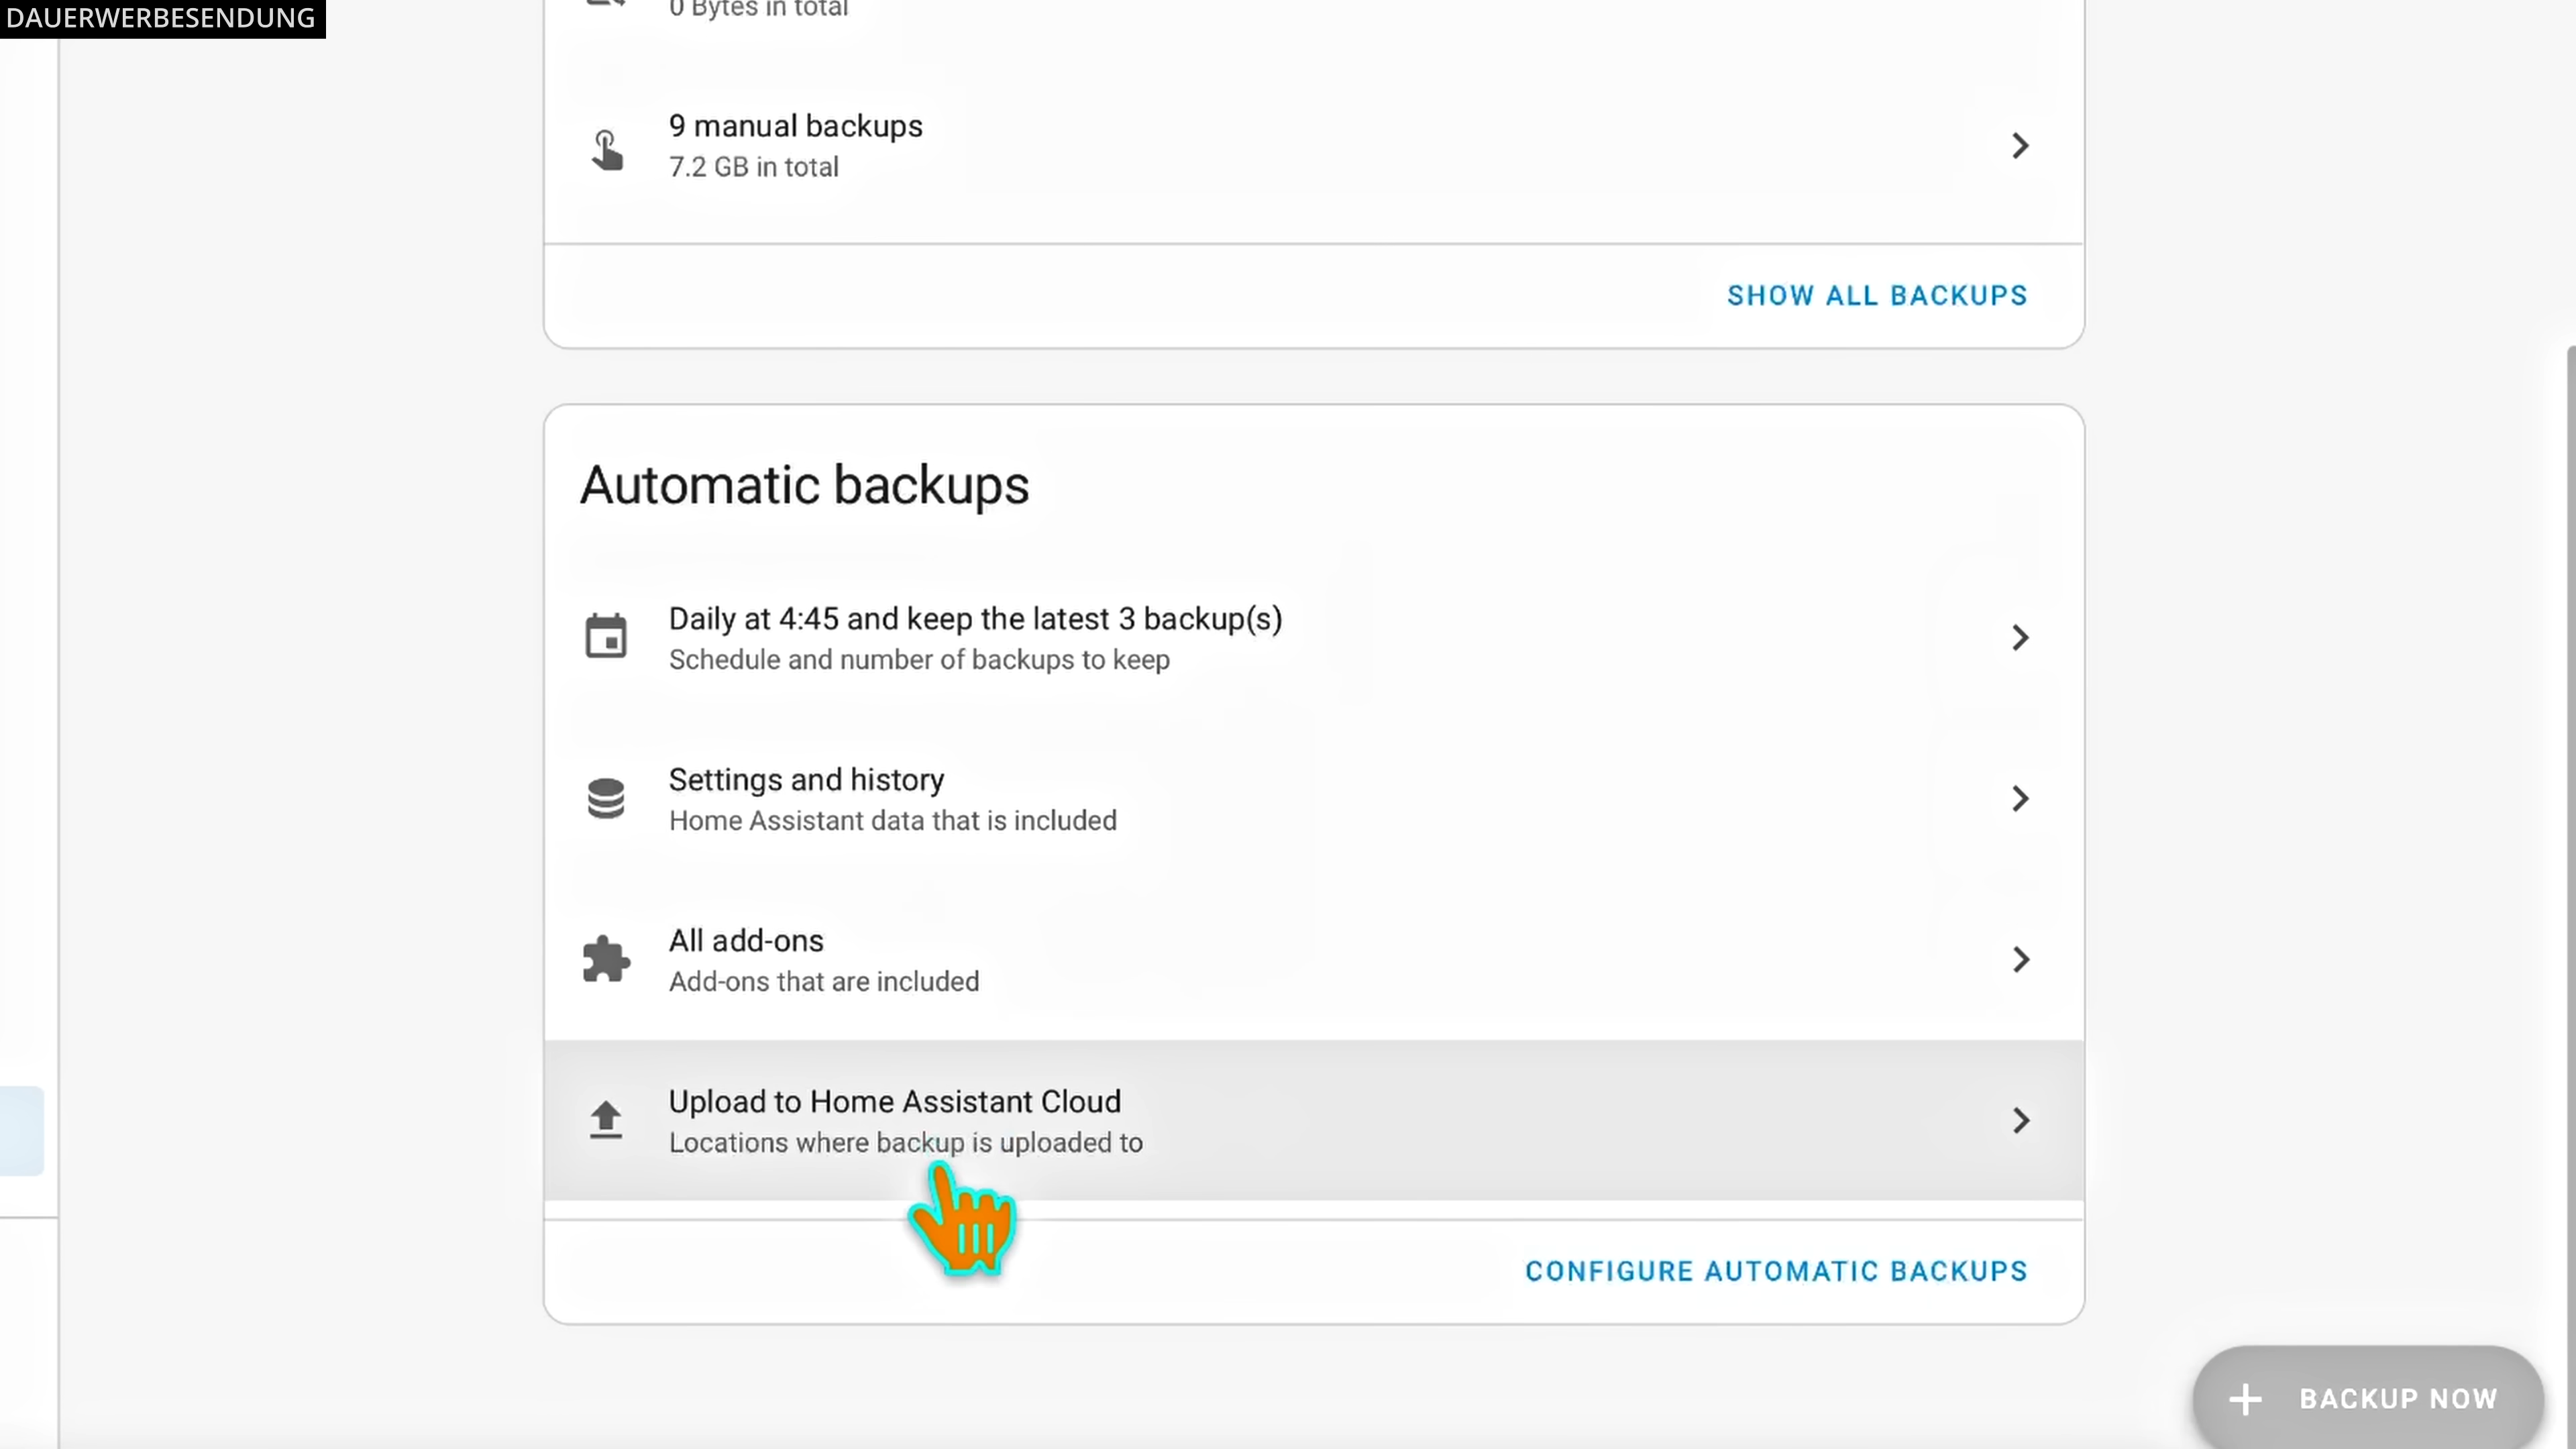 DAUERWERBESENDUNG
0 Bytes in total
9 manual backups
7.2 GB in total
SHOW ALL BACKUPS
Automatic backups
Daily at 4:45 and keep the latest 3 backup(s)
Schedule and number of backups to keep
Settings and history
Home Assistant data that is included
All add-ons
Add-ons that are included
Upload to Home Assistant Cloud
Locations where backup is uploaded to
CONFIGURE AUTOMATIC BACKUPS
BACKUP NOW